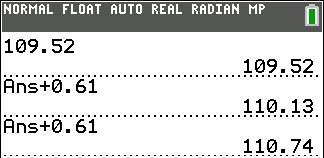 NORMAL FLOAT AUTO REAL RADIAN MP
109.52
109.52
Ans+0.61
110.13
Ans+0.61
110.74